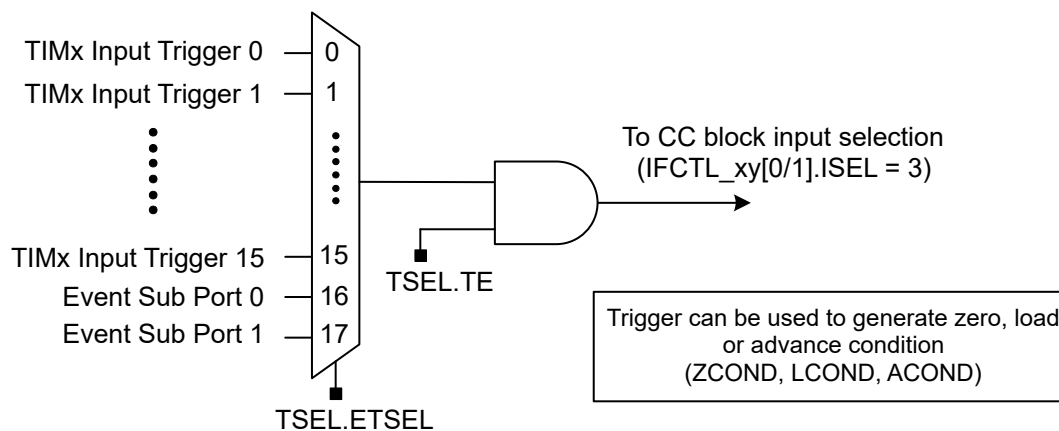 TIMx Input Trigger 0
0
TIMx Input Trigger 1
1
To CC block input selection
(IFCTL_xy[0/1].ISEL = 3)
TIMx Input Trigger 15
15
TSEL.TE
Event Sub Port 0
16
Event Sub Port 1
17
Trigger can be used to generate zero, load
or advance condition
(ZCOND, LCOND, ACOND)
TSEL.ETSEL